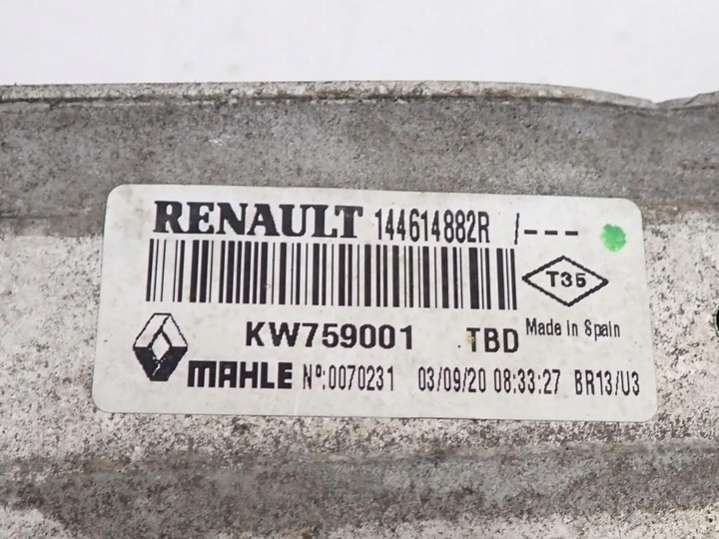 RENAULT 144614882R /---
T35
KW759001 TBD Made in Spain
MAHLE Nº:0070231 03/09/20 08:33:27 BR13/U3